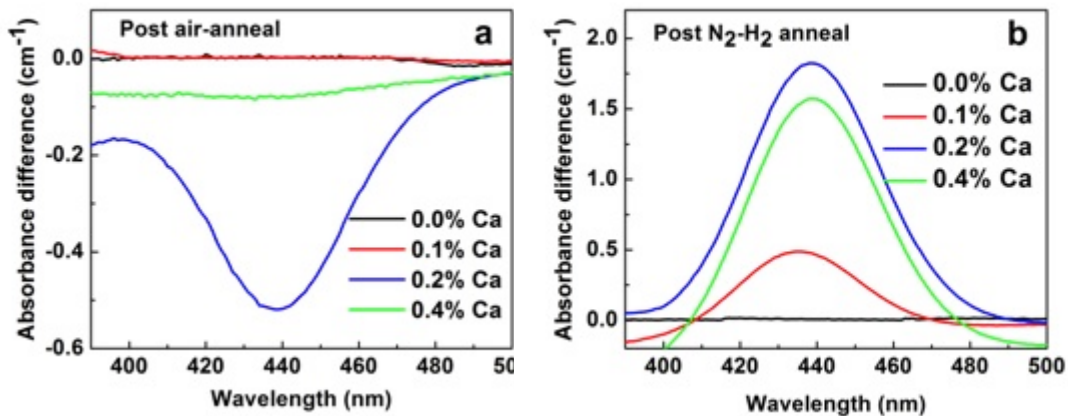 Post air-anneal
a
Absorbance difference (cm⁻¹)
0.0
-0.2
-0.4
-0.6
0.0% Ca
0.1% Ca
0.2% Ca
0.4% Ca
400
420
440
460
480
500
Wavelength (nm)
Post N₂-H₂ anneal
b
Absorbance difference (cm⁻¹)
2.0
1.5
1.0
0.5
0.0
0.0% Ca
0.1% Ca
0.2% Ca
0.4% Ca
400
420
440
460
480
500
Wavelength (nm)